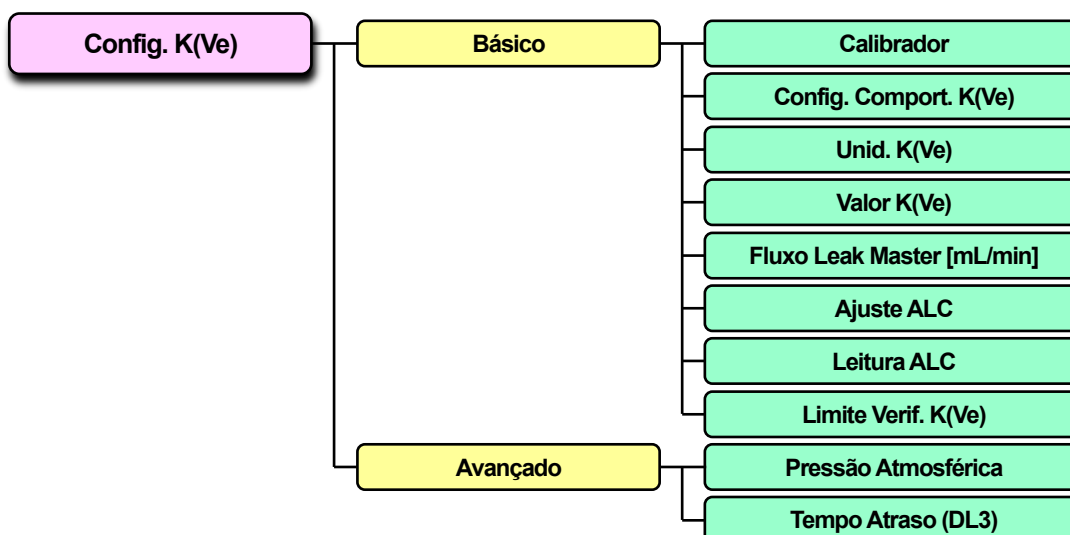 Config. K(Ve)
Básico
Calibrador
Config. Comport. K(Ve)
Unid. K(Ve)
Valor K(Ve)
Fluxo Leak Master [mL/min]
Ajuste ALC
Leitura ALC
Limite Verif. K(Ve)
Avançado
Pressão Atmosférica
Tempo Atraso (DL3)